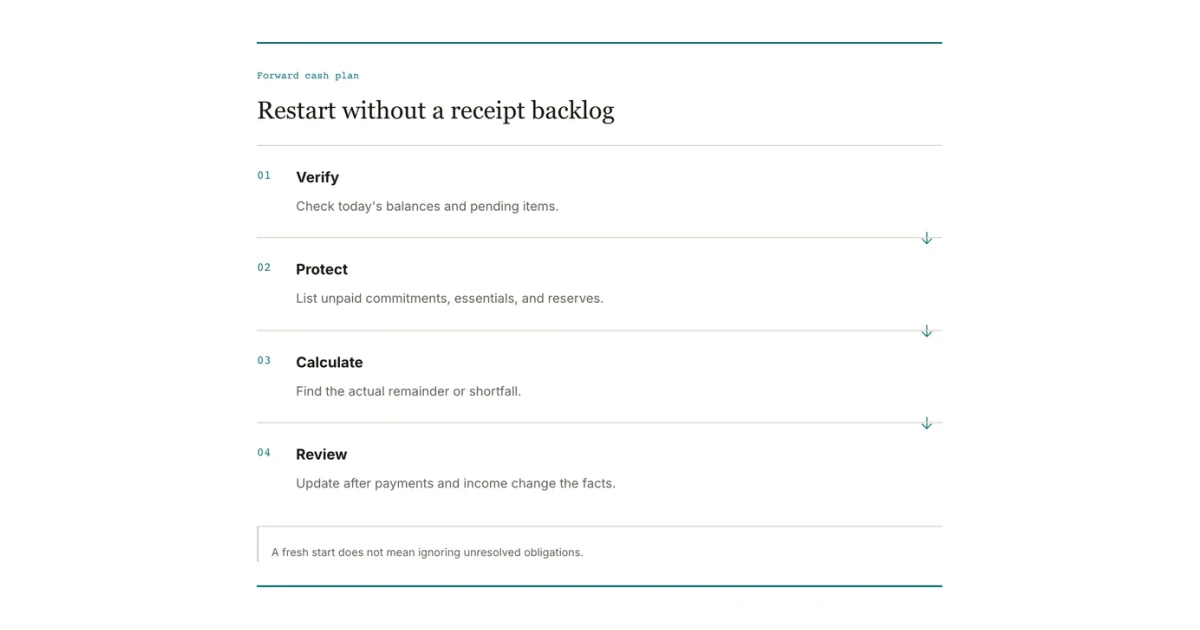 Forward cash plan
Restart without a receipt backlog
01
Verify
Check today's balances and pending items.
02
Protect
List unpaid commitments, essentials, and reserves.
03
Calculate
Find the actual remainder or shortfall.
04
Review
Update after payments and income change the facts.
A fresh start does not mean ignoring unresolved obligations.